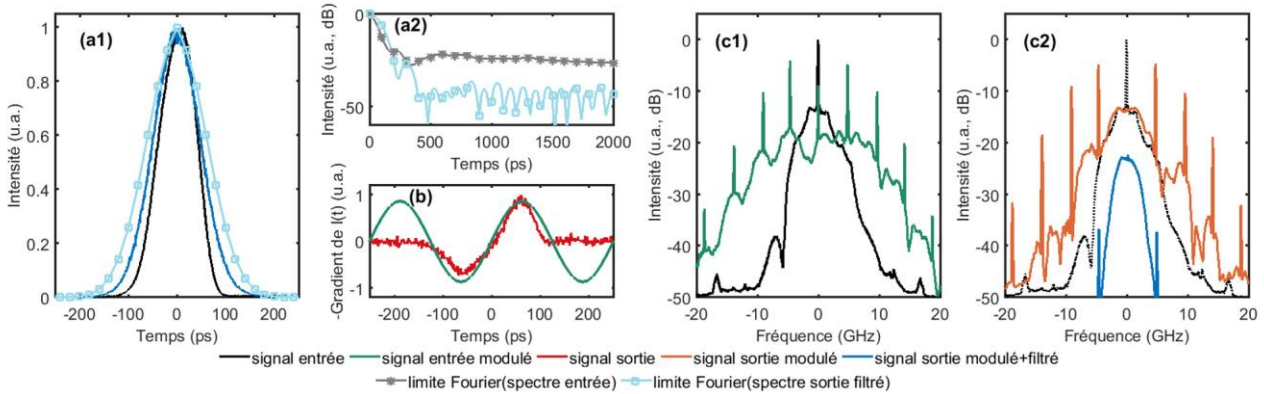 (a1)
Intensité (u.a.)
1
0.8
0.6
0.4
0.2
0
-200 -100 0 100 200
Temps (ps)
(a2)
Intensité (u.a., dB)
0
-50
0 500 1000 1500 2000
Temps (ps)
(b)
-Gradient de I(t) (u.a.)
1
0
-1
-200 -100 0 100 200
Temps (ps)
(c1)
Intensité (u.a., dB)
0
-10
-20
-30
-40
-50
-20 -10 0 10 20
Fréquence (GHz)
(c2)
Intensité (u.a., dB)
0
-10
-20
-30
-40
-50
-20 -10 0 10 20
Fréquence (GHz)
signal entrée signal entrée modulé signal sortie signal sortie modulé signal sortie modulé+filtré
limite Fourier(spectre entrée) limite Fourier(spectre sortie filtré)